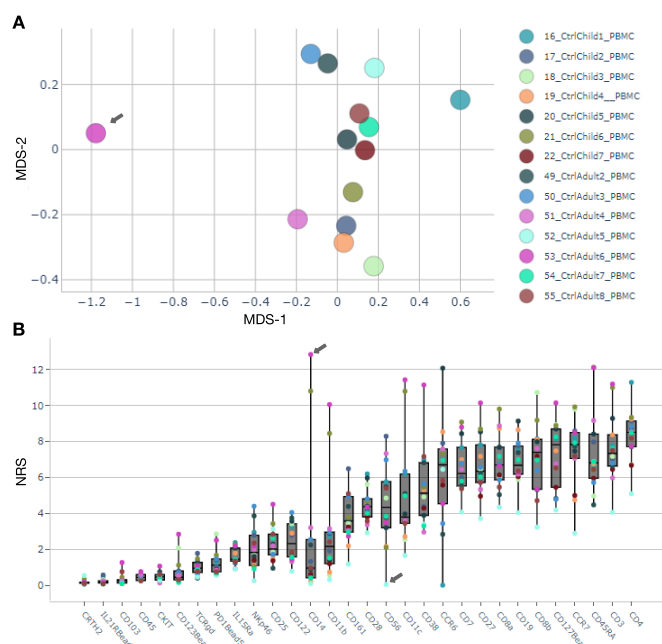 A
MDS-2
0.2
0
−0.2
−0.4
−1.2
−1
−0.8
−0.6
−0.4
−0.2
0
0.2
0.4
0.6
MDS-1
16_CtrlChild1_PBMC
17_CtrlChild2_PBMC
18_CtrlChild3_PBMC
19_CtrlChild4__PBMC
20_CtrlChild5_PBMC
21_CtrlChild6_PBMC
22_CtrlChild7_PBMC
49_CtrlAdult2_PBMC
50_CtrlAdult3_PBMC
51_CtrlAdult4_PBMC
52_CtrlAdult5_PBMC
53_CtrlAdult6_PBMC
54_CtrlAdult7_PBMC
55_CtrlAdult8_PBMC
B
NRS
12
10
8
6
4
2
0
CRTH2
IL21RBea
CD103
CD45
CKIT
CD123Bea
TCRgd
PD1BeadS
IL15Ra
NKp46
CD25
CD122
CD14
CD11b
CD161
CD28
CD56
CD11c
CD38
CCR6
CD7
CD27
CD8a
CD19
CD8b
CD127Bea
CCR7
CD45RA
CD3
CD4